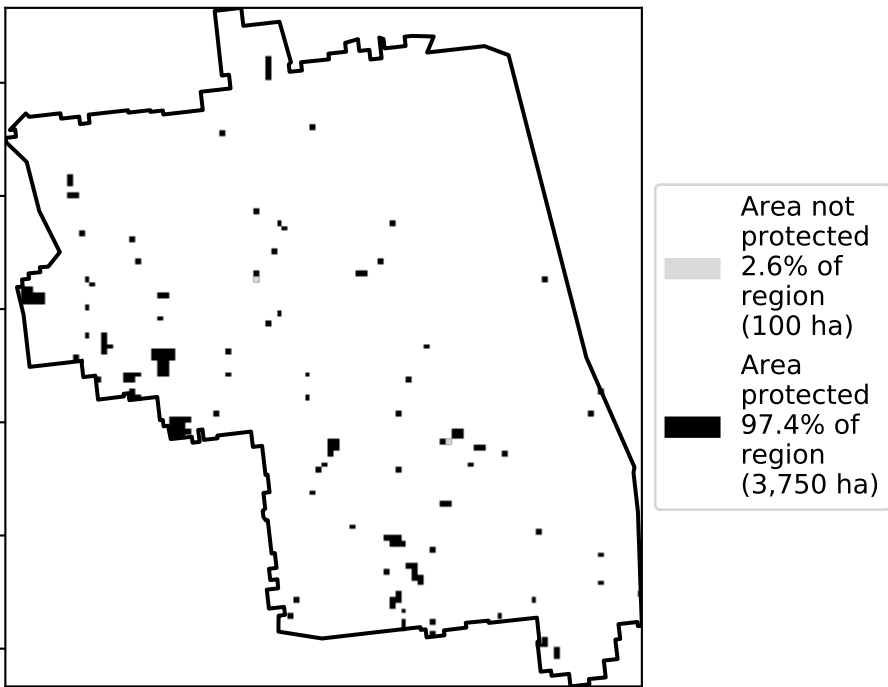 Area not
protected
2.6% of
region
(100 ha)
Area
protected
97.4% of
region
(3,750 ha)